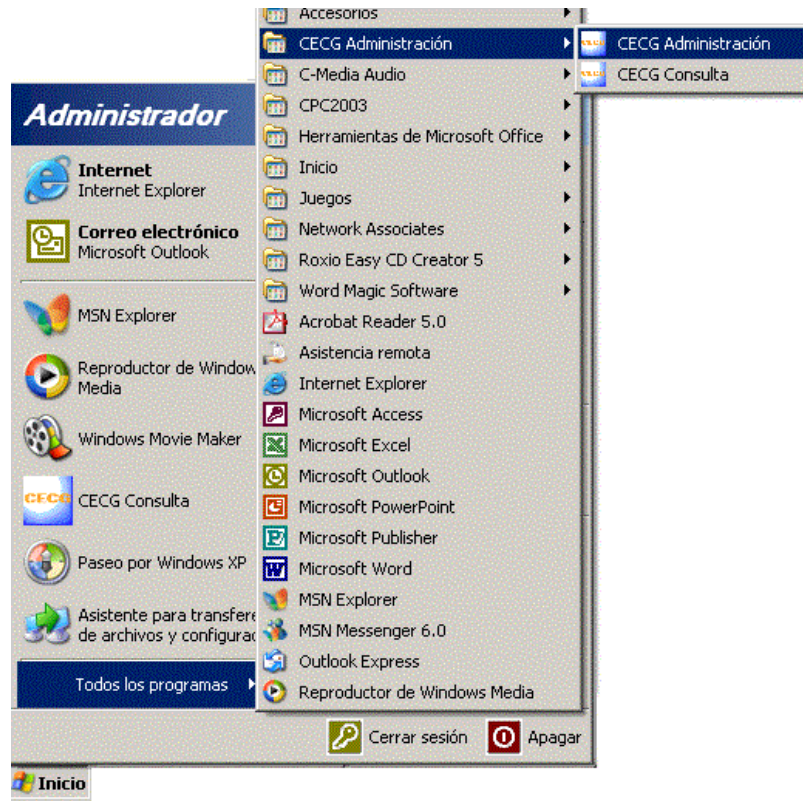 Administrador
Internet
Internet Explorer
Correo electrónico
Microsoft Outlook
MSN Explorer
Reproductor de Window
Media
Windows Movie Maker
CECG
CECG Consulta
Paseo por Windows XP
Asistente para transfere
de archivos y configurac
Todos los programas
Accesorios
CECG Administración
C-Media Audio
CPC2003
Herramientas de Microsoft Office
Inicio
Juegos
Network Associates
Roxio Easy CD Creator 5
Word Magic Software
Acrobat Reader 5.0
Asistencia remota
Internet Explorer
Microsoft Access
Microsoft Excel
Microsoft Outlook
Microsoft PowerPoint
Microsoft Publisher
Microsoft Word
MSN Explorer
MSN Messenger 6.0
Outlook Express
Reproductor de Windows Media
CECG Administración
CECG Consulta
Cerrar sesión
Apagar
Inicio